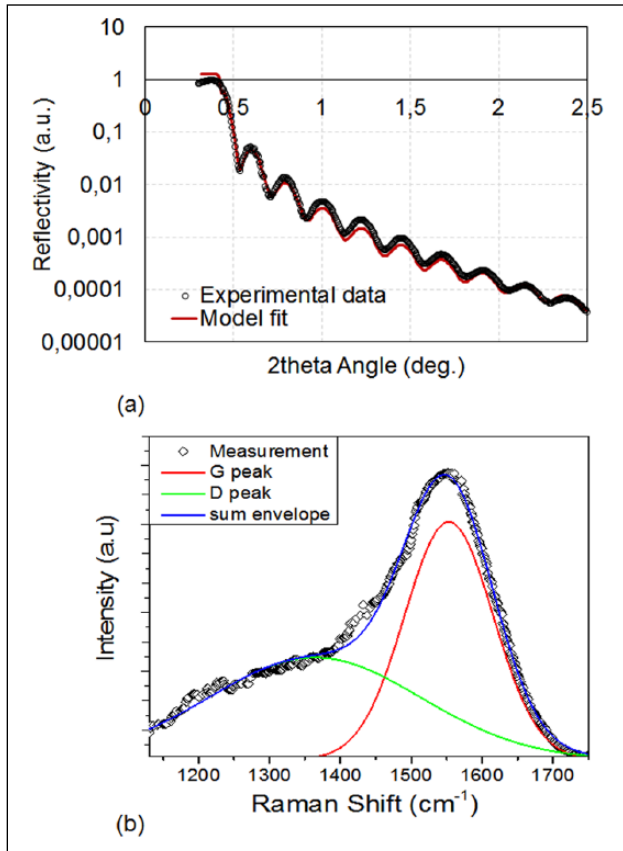 10
1
0 0,5 1 1,5 2 2,5
0,1
0,01
0,001
0,0001
0,00001
Reflectivity (a.u.)
Experimental data
Model fit
2theta Angle (deg.)
(a)
Measurement
G peak
D peak
sum envelope
Intensity (a.u)
1200 1300 1400 1500 1600 1700
Raman Shift (cm⁻¹)
(b)